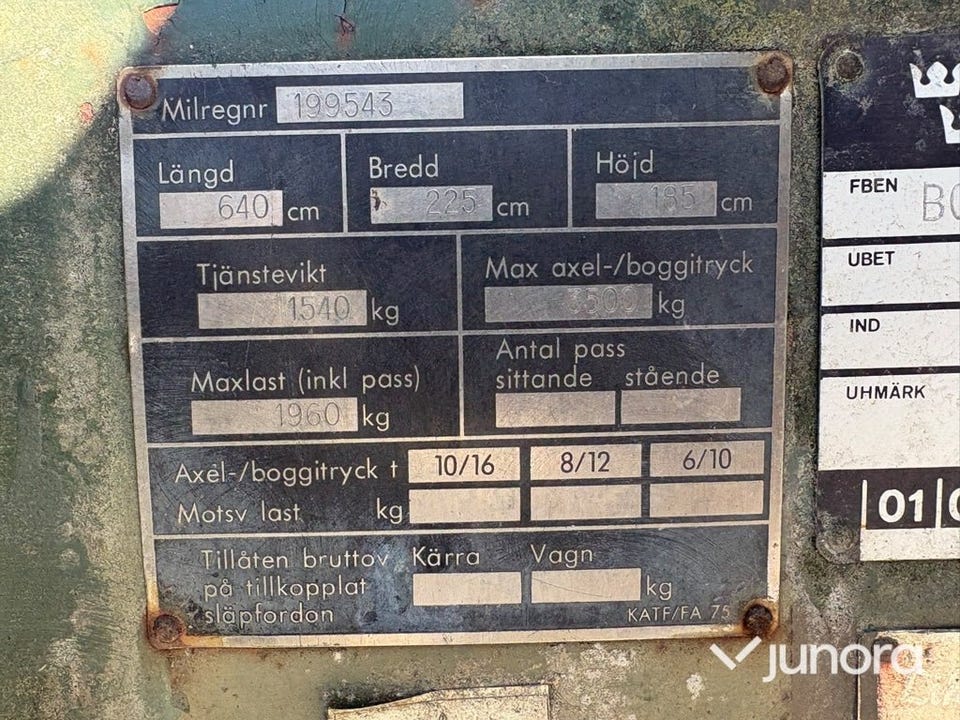 Milregnr 199543
Längd Bredd Höjd
640 cm 225 cm 185 cm
Tjänstevikt Max axel-/boggitryck
1540 kg 3500 kg
Maxlast (inkl pass) Antal pass
sittande stående
1960 kg
Axel-/boggitryck t 10/16 8/12 6/10
Motsv last kg
Tillåten bruttov Kärra Vagn
på tillkopplat kg
släpfordon KATF/FA 75
FBEN
UBET
IND
UHMÄRK
01
junora